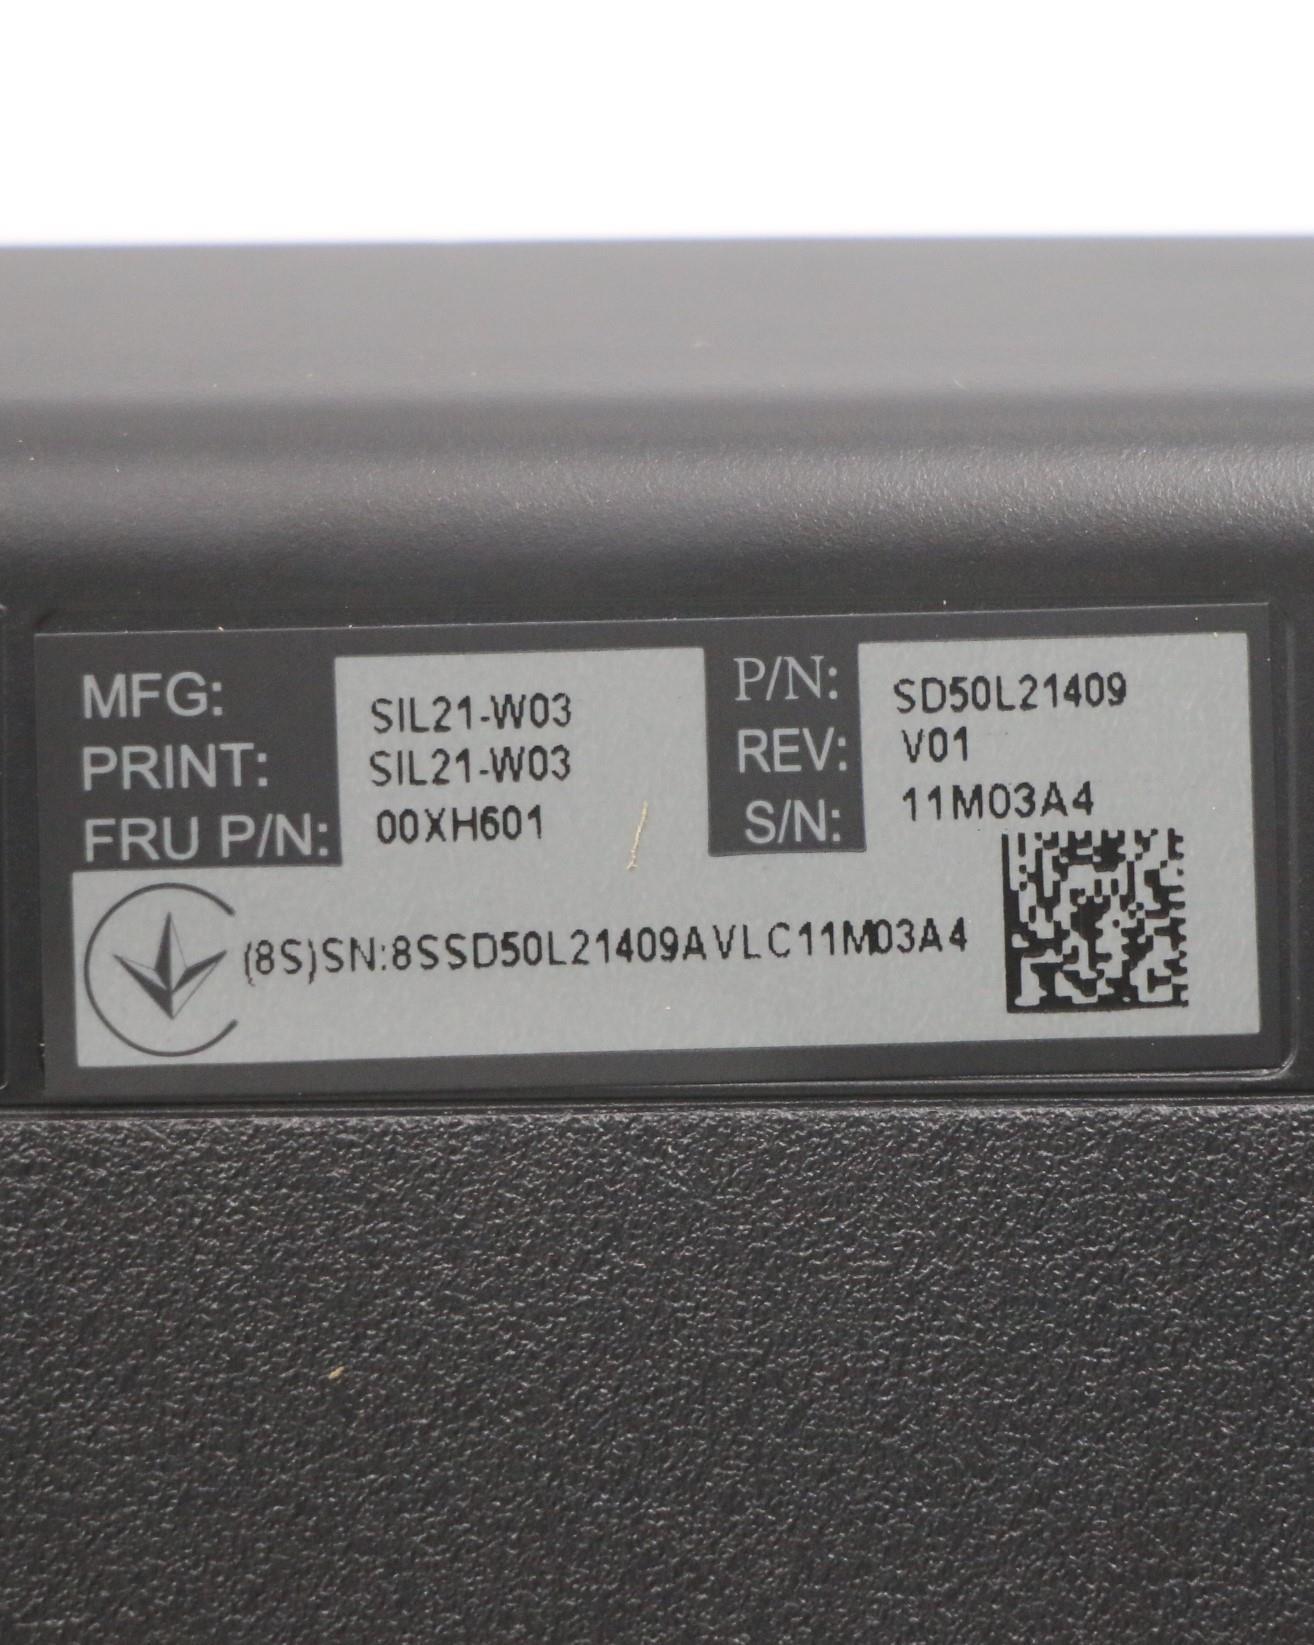 MFG: SIL21-W03
PRINT: SIL21-W03
FRU P/N: 00XH601
P/N: SD50L21409
REV: V01
S/N: 11M03A4
(8S)SN:8SSD50L21409AVLC11M03A4